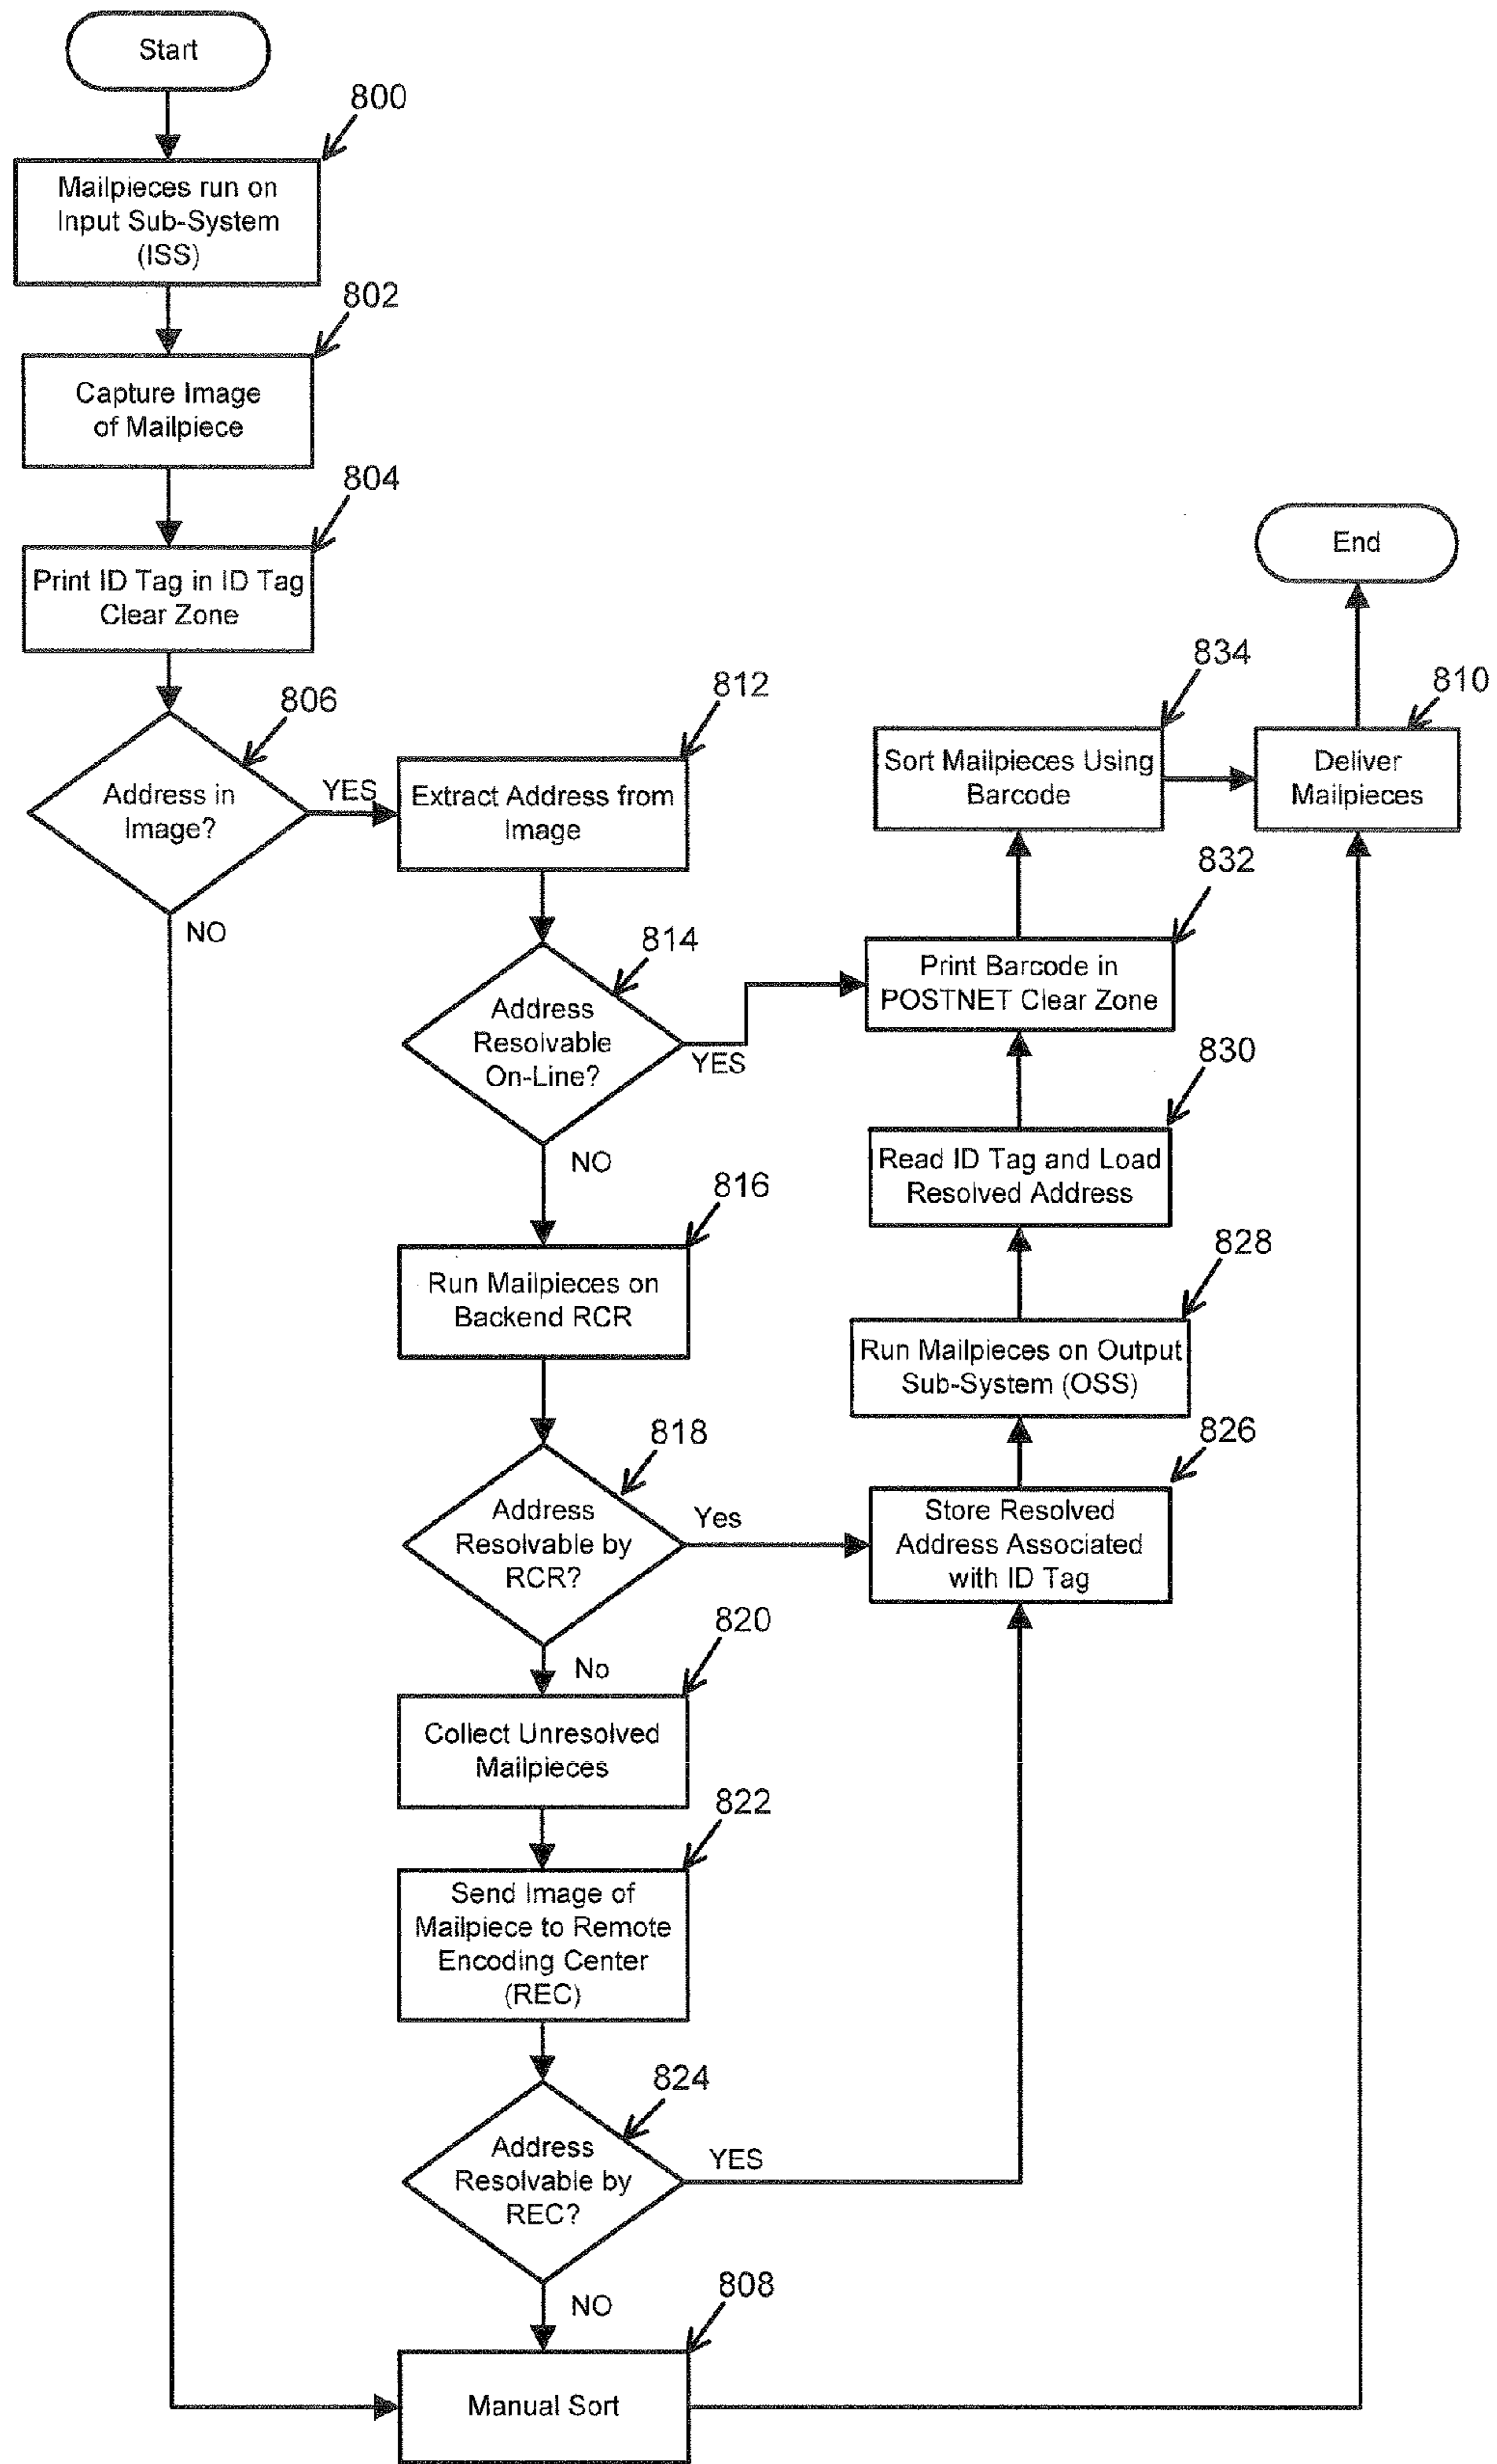 Start
800
Mailpieces run on
Input Sub-System
(ISS)
802
Capture Image
of Mailpiece
804
Print ID Tag in ID Tag
Clear Zone
806
Address in
Image?
YES
NO
812
Extract Address from
Image
814
Address
Resolvable
On-Line?
YES
NO
816
Run Mailpieces on
Backend RCR
818
Address
Resolvable by
RCR?
Yes
No
820
Collect Unresolved
Mailpieces
822
Send Image of
Mailpiece to Remote
Encoding Center
(REC)
824
Address
Resolvable by
REC?
YES
NO
808
Manual Sort
826
Store Resolved
Address Associated
with ID Tag
828
Run Mailpieces on Output
Sub-System (OSS)
830
Read ID Tag and Load
Resolved Address
832
Print Barcode in
POSTNET Clear Zone
834
Sort Mailpieces Using
Barcode
810
Deliver
Mailpieces
End